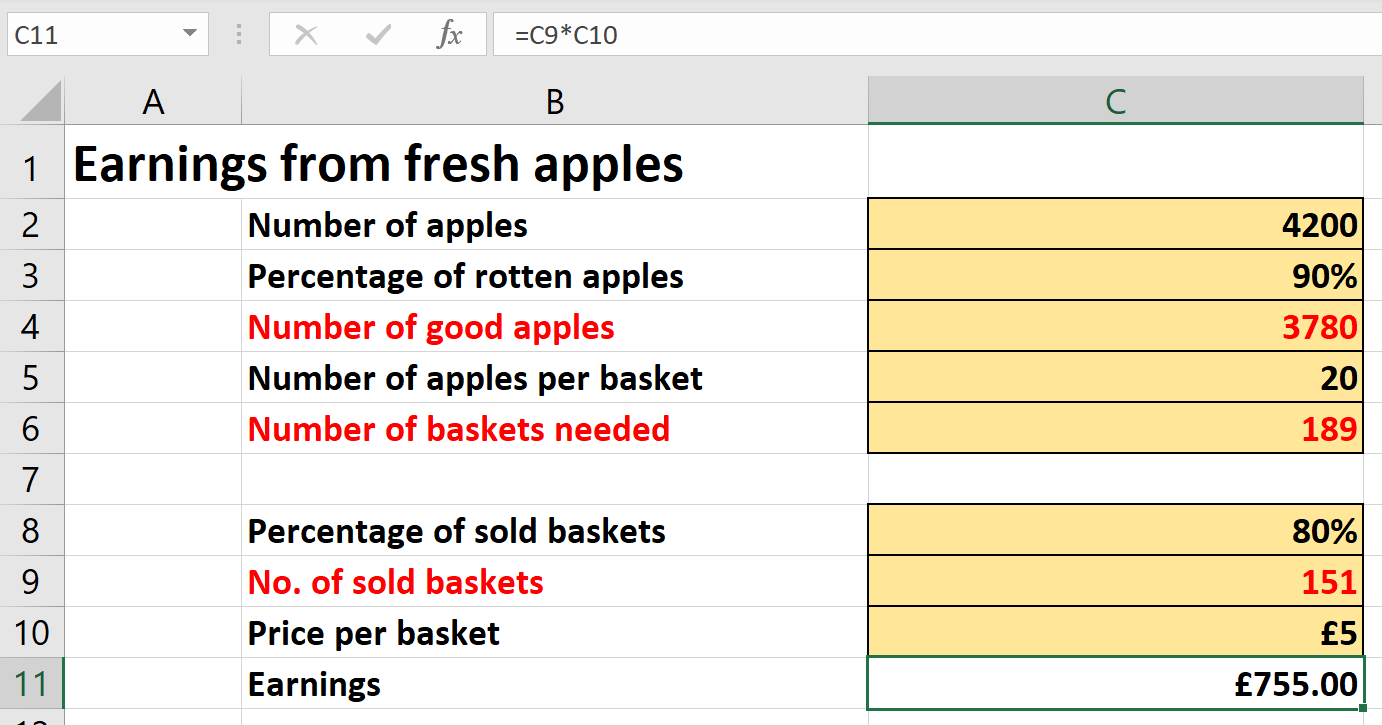 C11 fx =C9*C10
A B C
1 Earnings from fresh apples
2 Number of apples 4200
3 Percentage of rotten apples 90%
4 Number of good apples 3780
5 Number of apples per basket 20
6 Number of baskets needed 189
7
8 Percentage of sold baskets 80%
9 No. of sold baskets 151
10 Price per basket £5
11 Earnings £755.00
12